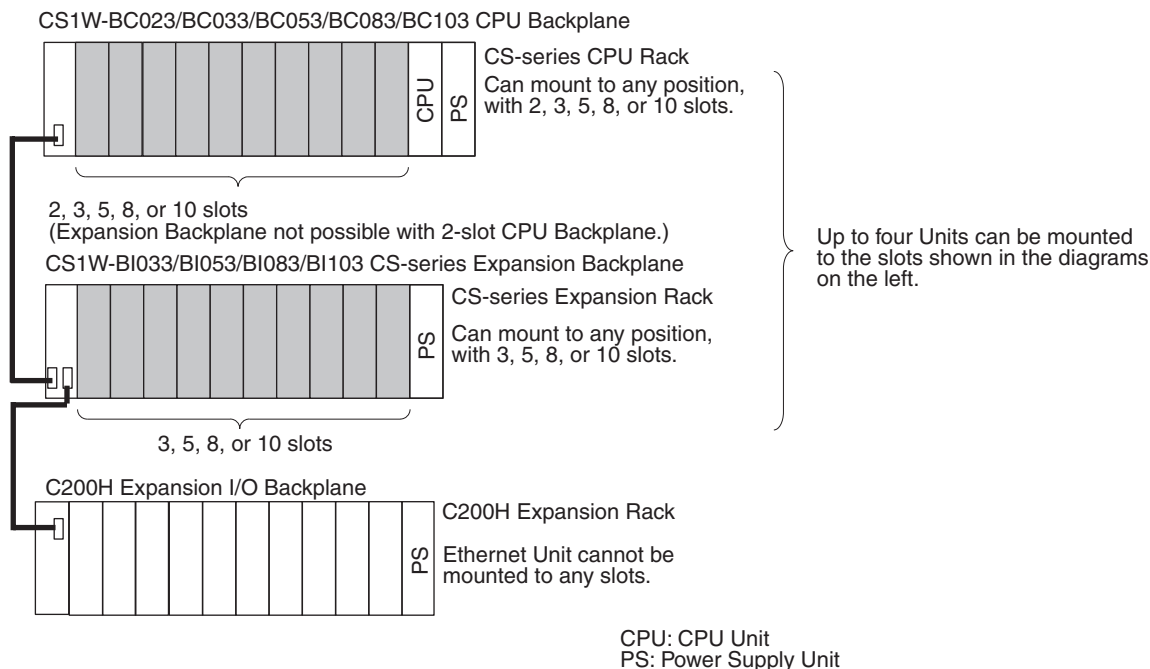 CS1W-BC023/BC033/BC053/BC083/BC103 CPU Backplane
CPU
PS
CS-series CPU Rack
Can mount to any position,
with 2, 3, 5, 8, or 10 slots.
2, 3, 5, 8, or 10 slots
(Expansion Backplane not possible with 2-slot CPU Backplane.)
CS1W-BI033/BI053/BI083/BI103 CS-series Expansion Backplane
PS
CS-series Expansion Rack
Can mount to any position,
with 3, 5, 8, or 10 slots.
3, 5, 8, or 10 slots
Up to four Units can be mounted
to the slots shown in the diagrams
on the left.
C200H Expansion I/O Backplane
PS
C200H Expansion Rack
Ethernet Unit cannot be
mounted to any slots.
CPU: CPU Unit
PS: Power Supply Unit